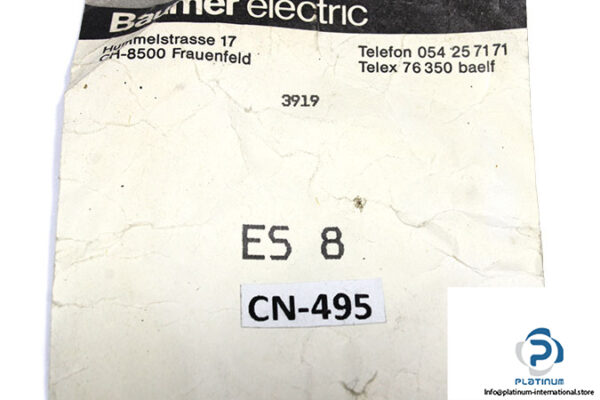 Baumer electric
Hummelstrasse 17
CH-8500 Frauenfeld
Telefon 054 25 71 71
Telex 76 350 baelf
3919
ES 8
CN-495
PLATINUM
Info@platinum-international.store